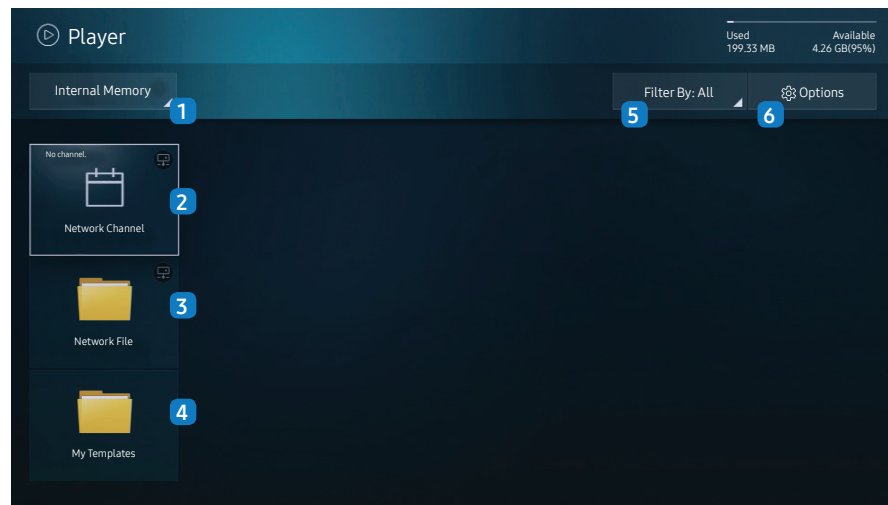 Player
Used Available
199.33 MB 4.26 GB(95%)
Internal Memory
1
Filter By: All
5
Options
6
No channel.
Network Channel
2
Network File
3
My Templates
4